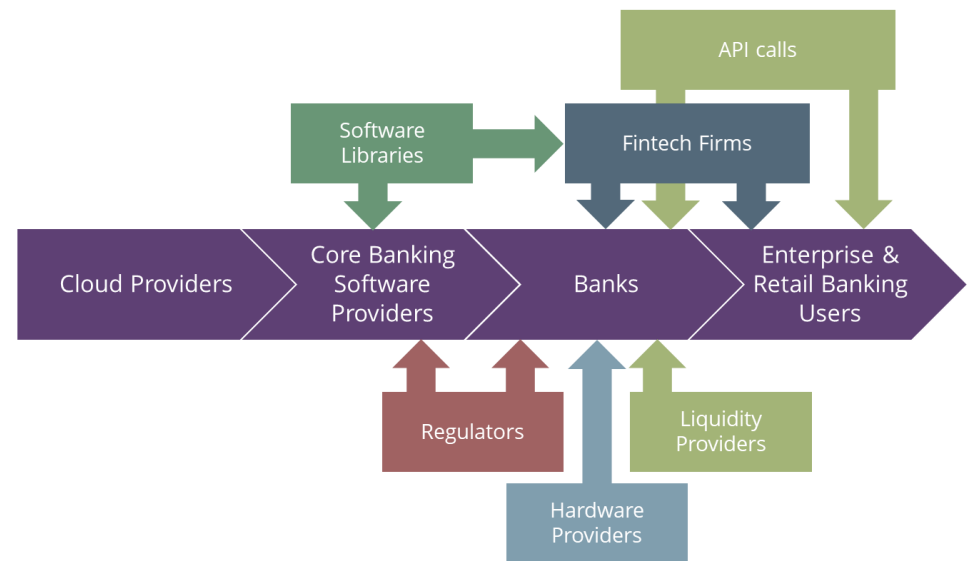 API calls
Software
Libraries
Fintech Firms
Cloud Providers
Core Banking
Software
Providers
Banks
Enterprise &
Retail Banking
Users
Regulators
Liquidity
Providers
Hardware
Providers